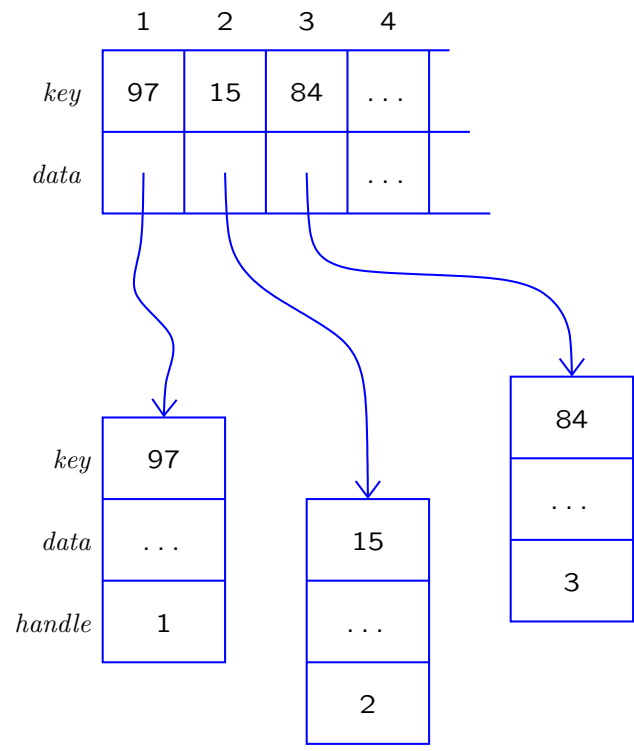 1 2 3 4
key 97 15 84 ...
data ...
84
key 97
...
data ... 15
3
handle 1 ...
2